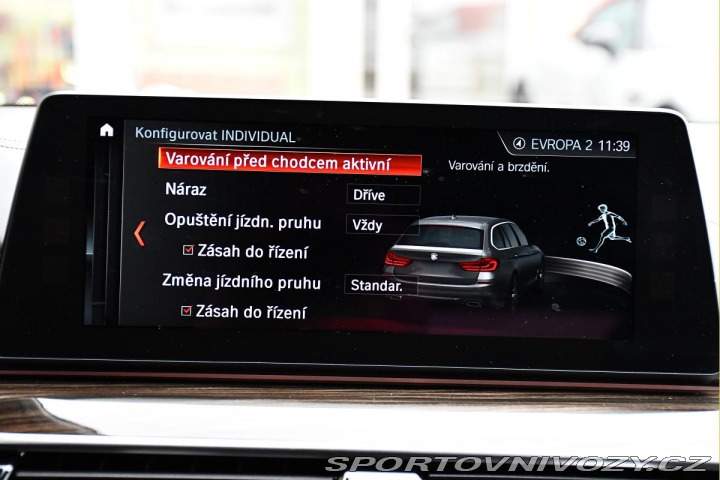 Konfigurovat INDIVIDUAL
EVROPA 2 11:39
Varování před chodcem aktivní
Varování a brzdění.
Náraz
Dříve
Opuštění jízdn. pruhu
Vždy
Zásah do řízení
Změna jízdního pruhu
Standar.
Zásah do řízení
SPORTOVNIVOZY.CZ